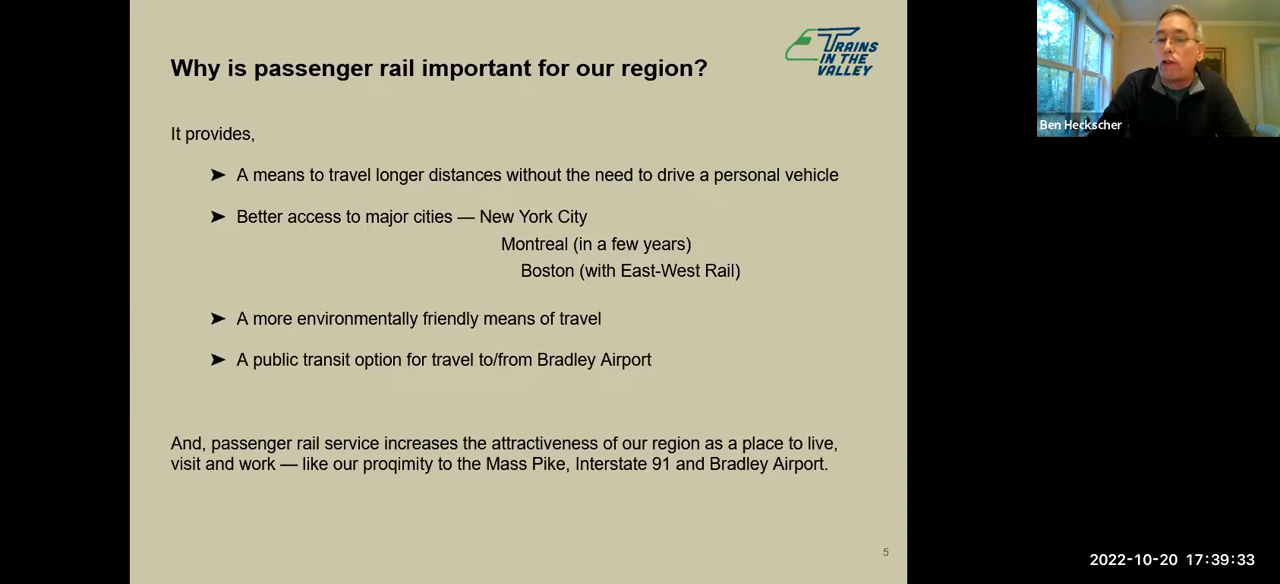 Why is passenger rail important for our region?
TRAINS
IN THE
VALLEY
It provides,
➤ A means to travel longer distances without the need to drive a personal vehicle
➤ Better access to major cities — New York City
Montreal (in a few years)
Boston (with East-West Rail)
➤ A more environmentally friendly means of travel
➤ A public transit option for travel to/from Bradley Airport
And, passenger rail service increases the attractiveness of our region as a place to live,
visit and work — like our proqimity to the Mass Pike, Interstate 91 and Bradley Airport.
5
Ben Heckscher
2022-10-20 17:39:33